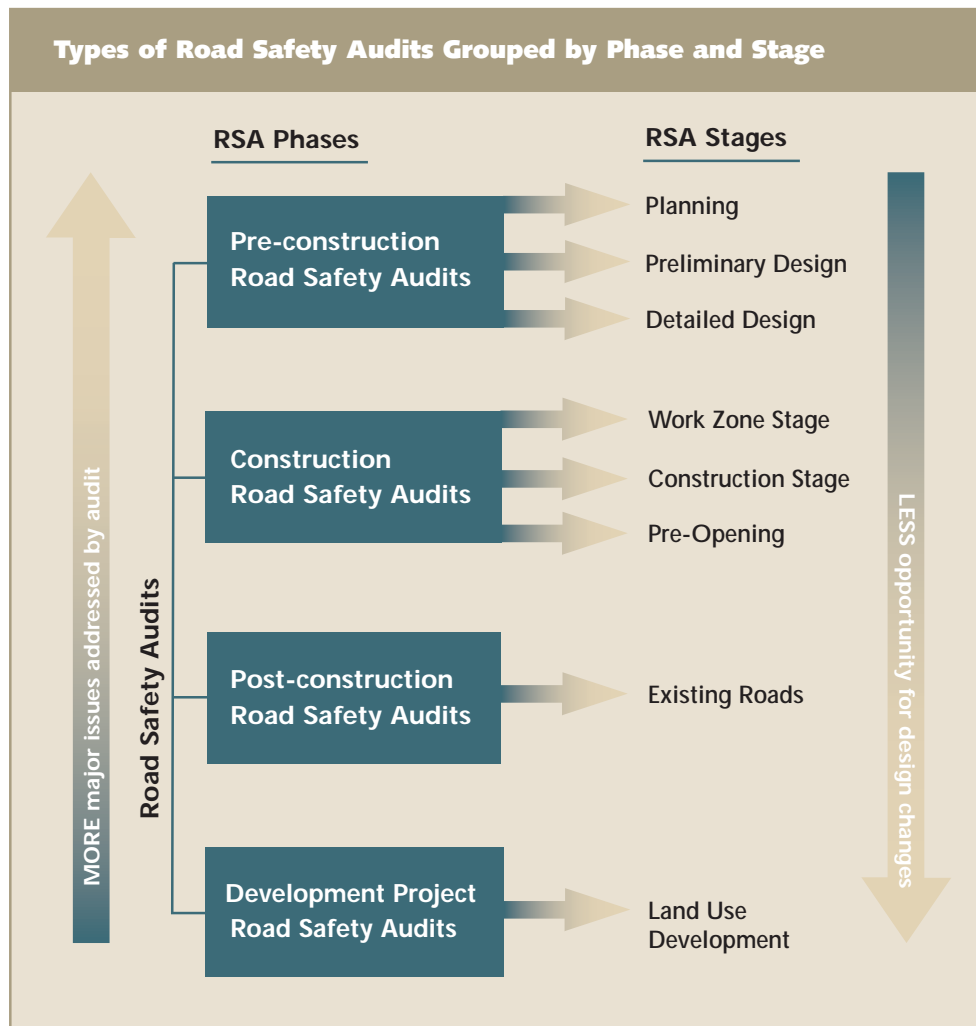 Types of Road Safety Audits Grouped by Phase and Stage
RSA Phases
RSA Stages
MORE major issues addressed by audit
Road Safety Audits
Pre-construction
Road Safety Audits
Planning
Preliminary Design
Detailed Design
Construction
Road Safety Audits
Work Zone Stage
Construction Stage
Pre-Opening
Post-construction
Road Safety Audits
Existing Roads
Development Project
Road Safety Audits
Land Use
Development
LESS opportunity for design changes